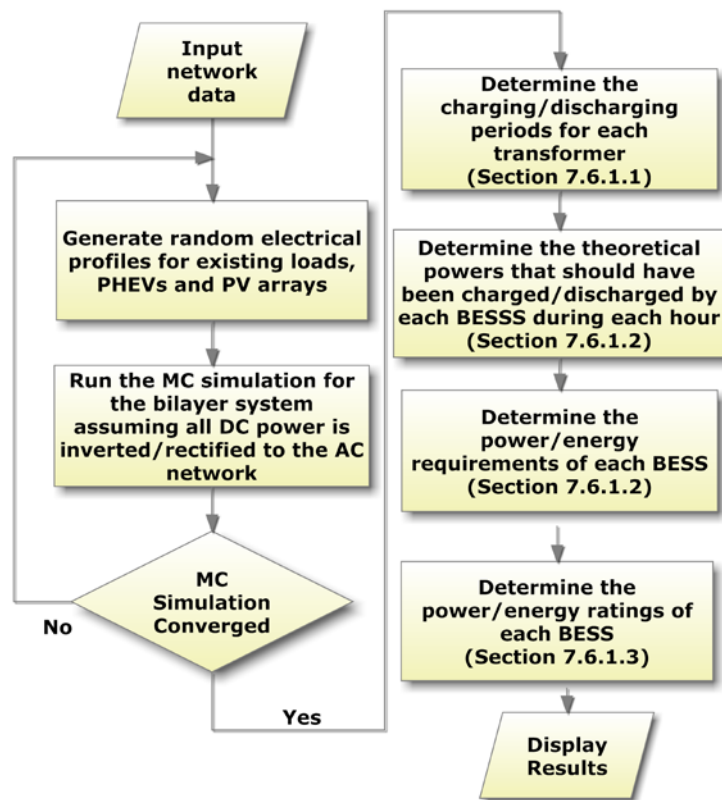 Input
network
data
Generate random electrical
profiles for existing loads,
PHEVs and PV arrays
Run the MC simulation for
the bilayer system
assuming all DC power is
inverted/rectified to the AC
network
MC
Simulation
Converged
No
Yes
Determine the
charging/discharging
periods for each
transformer
(Section 7.6.1.1)
Determine the theoretical
powers that should have
been charged/discharged by
each BESSS during each hour
(Section 7.6.1.2)
Determine the
power/energy
requirements of each BESS
(Section 7.6.1.2)
Determine the
power/energy ratings of
each BESS
(Section 7.6.1.3)
Display
Results